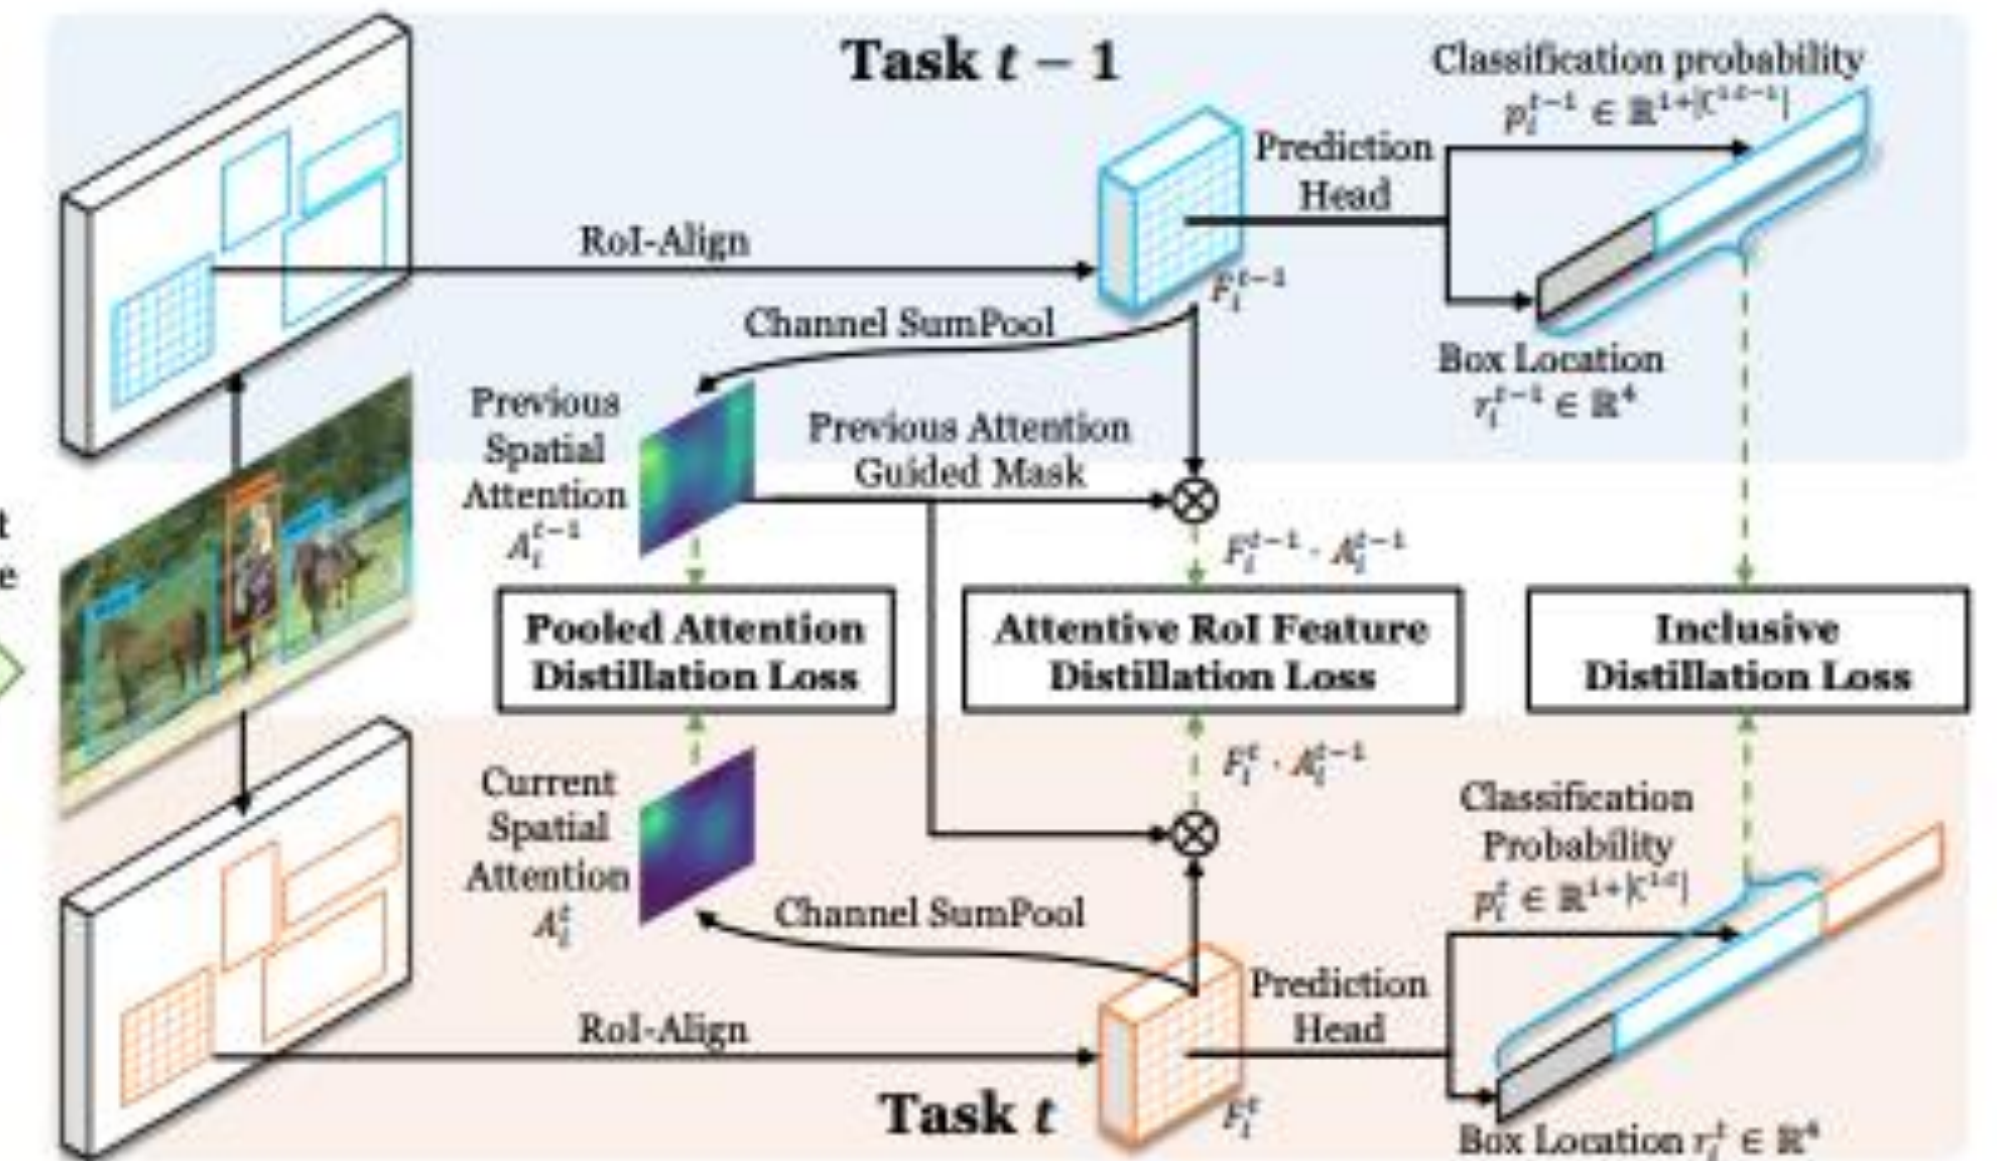 Task t − 1
Classification probability
p_i^{t−1} ∈ ℝ^{1+|C^{1:t−1}|}
Prediction
Head
RoI-Align
F_i^{t−1}
Channel SumPool
Box Location
r_i^{t−1} ∈ ℝ^4
Previous
Spatial
Attention
A_i^{t−1}
Previous Attention
Guided Mask
F_i^{t−1} · A_i^{t−1}
Pooled Attention
Distillation Loss
Attentive RoI Feature
Distillation Loss
Inclusive
Distillation Loss
F_i^t · A_i^{t−1}
Current
Spatial
Attention
A_i^t
Classification
Probability
p_i^t ∈ ℝ^{1+|C^{1:t}|}
Channel SumPool
Prediction
Head
RoI-Align
F_i^t
Task t
Box Location r_i^t ∈ ℝ^4